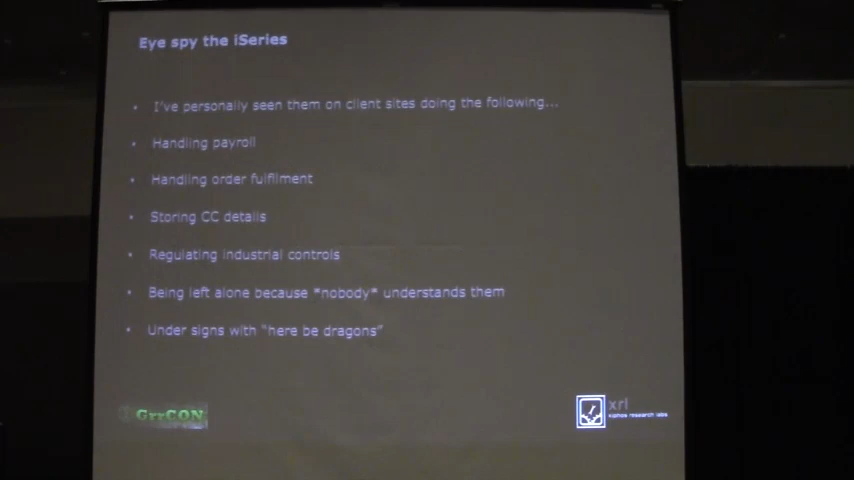 Eye spy the iSeries
• I've personally seen them on client sites doing the following...
• Handling payroll
• Handling order fulfilment
• Storing CC details
• Regulating industrial controls
• Being left alone because *nobody* understands them
• Under signs with "here be dragons"
GrrCON
xrl
research labs